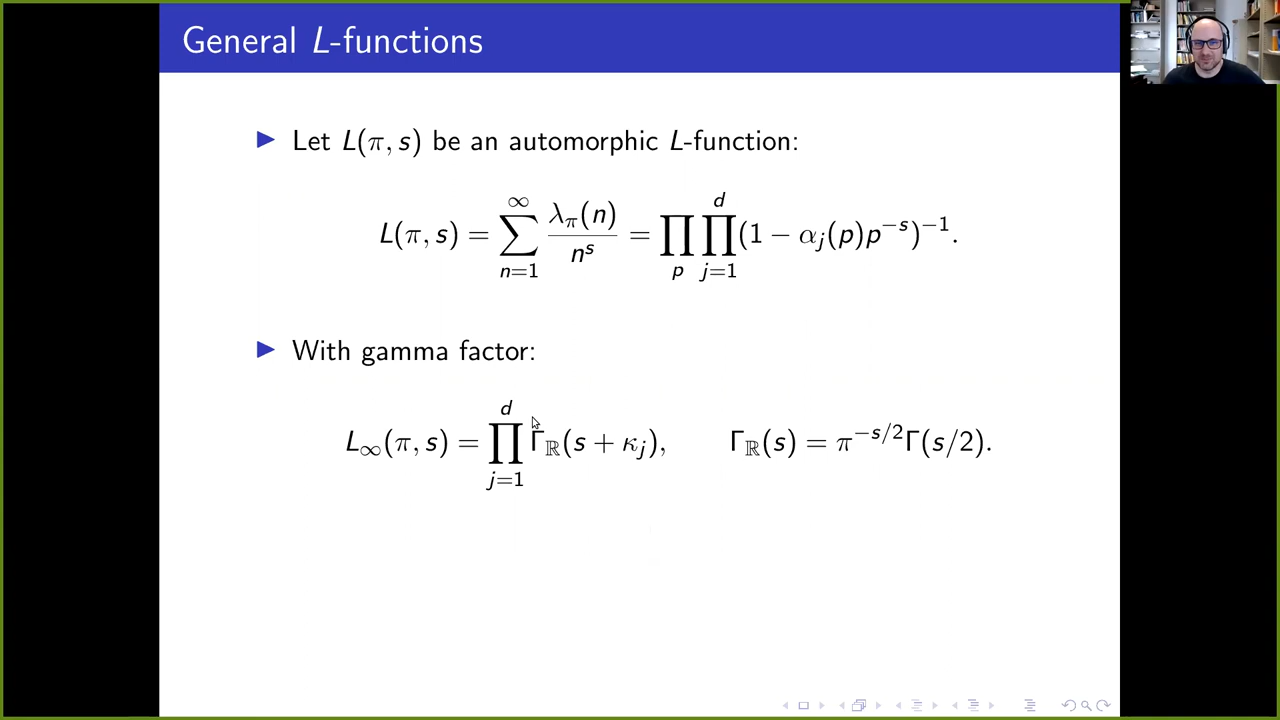 General L-functions
Let L(π, s) be an automorphic L-function:
L(π, s) = ∑_{n=1}^{∞} λ_π(n)/n^s = ∏_p ∏_{j=1}^{d} (1 − α_j(p)p^{−s})^{−1}.
With gamma factor:
L_∞(π, s) = ∏_{j=1}^{d} Γ_ℝ(s + κ_j), Γ_ℝ(s) = π^{−s/2}Γ(s/2).